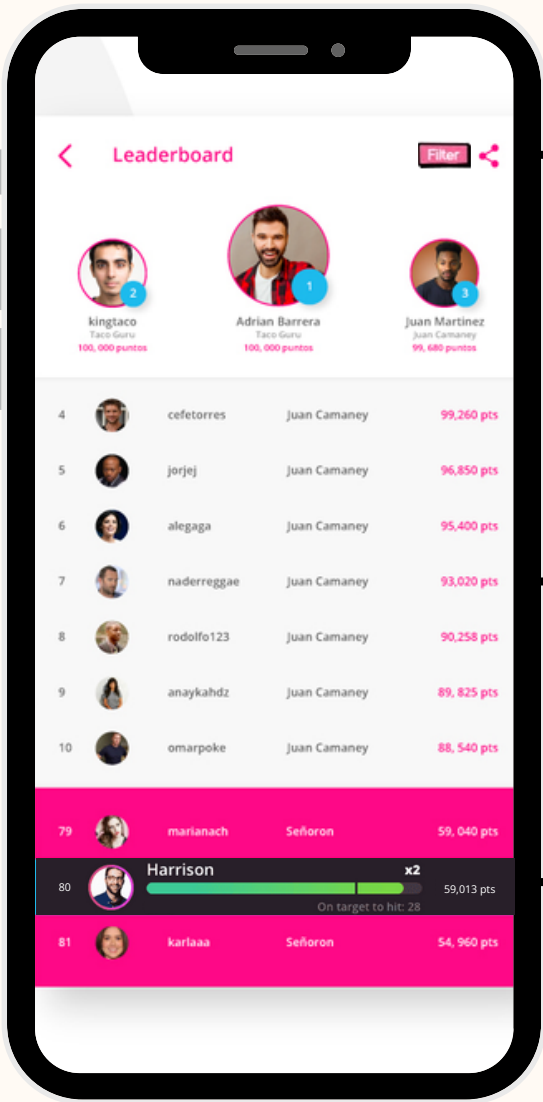 Leaderboard Filter
2 1 3
kingtaco Adrian Barrera Juan Martinez
Taco Guru Taco Guru Juan Camaney
100, 000 puntos 100, 000 puntos 99, 680 puntos
4 cefetorres Juan Camaney 99,260 pts
5 jorjej Juan Camaney 96,850 pts
6 alegaga Juan Camaney 95,400 pts
7 naderreggae Juan Camaney 93,020 pts
8 rodolfo123 Juan Camaney 90,258 pts
9 anaykahdz Juan Camaney 89, 825 pts
10 omarpoke Juan Camaney 88, 540 pts
79 marianach Señoron 59, 040 pts
Harrison x2
80 59,013 pts
On target to hit: 28
81 karlaaa Señoron 54, 960 pts